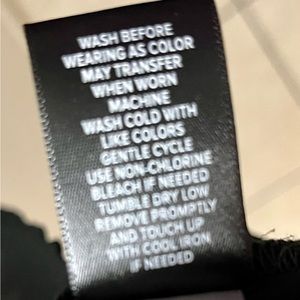 WASH BEFORE
WEARING AS COLOR
MAY TRANSFER
WHEN WORN
MACHINE
WASH COLD WITH
LIKE COLORS
GENTLE CYCLE
USE NON-CHLORINE
BLEACH IF NEEDED
TUMBLE DRY LOW
REMOVE PROMPTLY
AND TOUCH UP
WITH COOL IRON
IF NEEDED